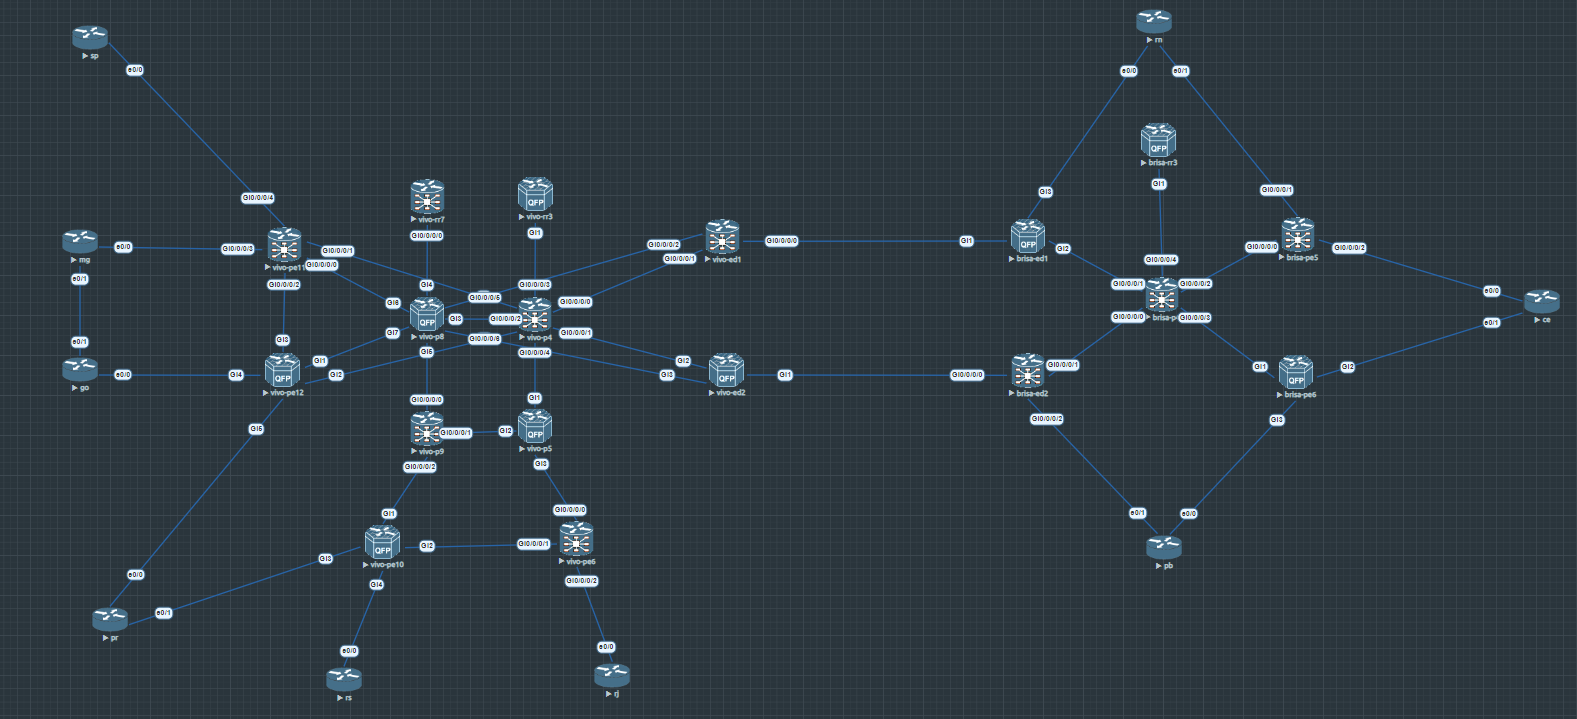 rn
sp
e0/0
e0/0
e0/1
QFP
brisa-rr3
Gi1
Gi3
Gi0/0/0/1
Gi0/0/0/4
QFP
vivo-rr7
vivo-rr3
Gi0/0/0/0
Gi1
mg
e0/0
Gi0/0/0/3
vivo-pe11
Gi0/0/0/1
Gi0/0/0/0
Gi0/0/0/2
Gi0/0/0/2
Gi0/0/0/1
vivo-ed1
Gi0/0/0/0
Gi1
QFP
brisa-ed1
Gi2
Gi0/0/0/4
Gi0/0/0/0
brisa-pe5
Gi0/0/0/2
e0/1
Gi4
Gi0/0/0/3
Gi0/0/0/1
Gi0/0/0/2
e0/0
Gi6
Gi0/0/0/5
Gi0/0/0/0
QFP
vivo-p8
Gi3
Gi0/0/0/2
vivo-p4
Gi0/0/0/0
brisa-p
Gi0/0/0/3
e0/1
ce
e0/1
Gi3
Gi7
Gi0/0/0/6
Gi0/0/0/1
Gi5
Gi0/0/0/4
Gi1
Gi2
Gi2
Gi3
go
e0/0
Gi4
QFP
vivo-pe12
QFP
vivo-ed2
Gi1
Gi0/0/0/0
brisa-ed2
Gi0/0/0/1
Gi1
QFP
brisa-pe6
Gi2
Gi0/0/0/0
Gi1
Gi0/0/0/2
Gi3
Gi5
vivo-p9
Gi0/0/0/1
Gi2
QFP
vivo-p5
Gi0/0/0/2
Gi3
Gi1
Gi0/0/0/0
e0/1
e0/0
QFP
vivo-pe10
Gi3
Gi2
Gi0/0/0/1
vivo-pe6
pb
e0/0
Gi4
Gi0/0/0/2
e0/1
pr
e0/0
e0/0
rs
rj